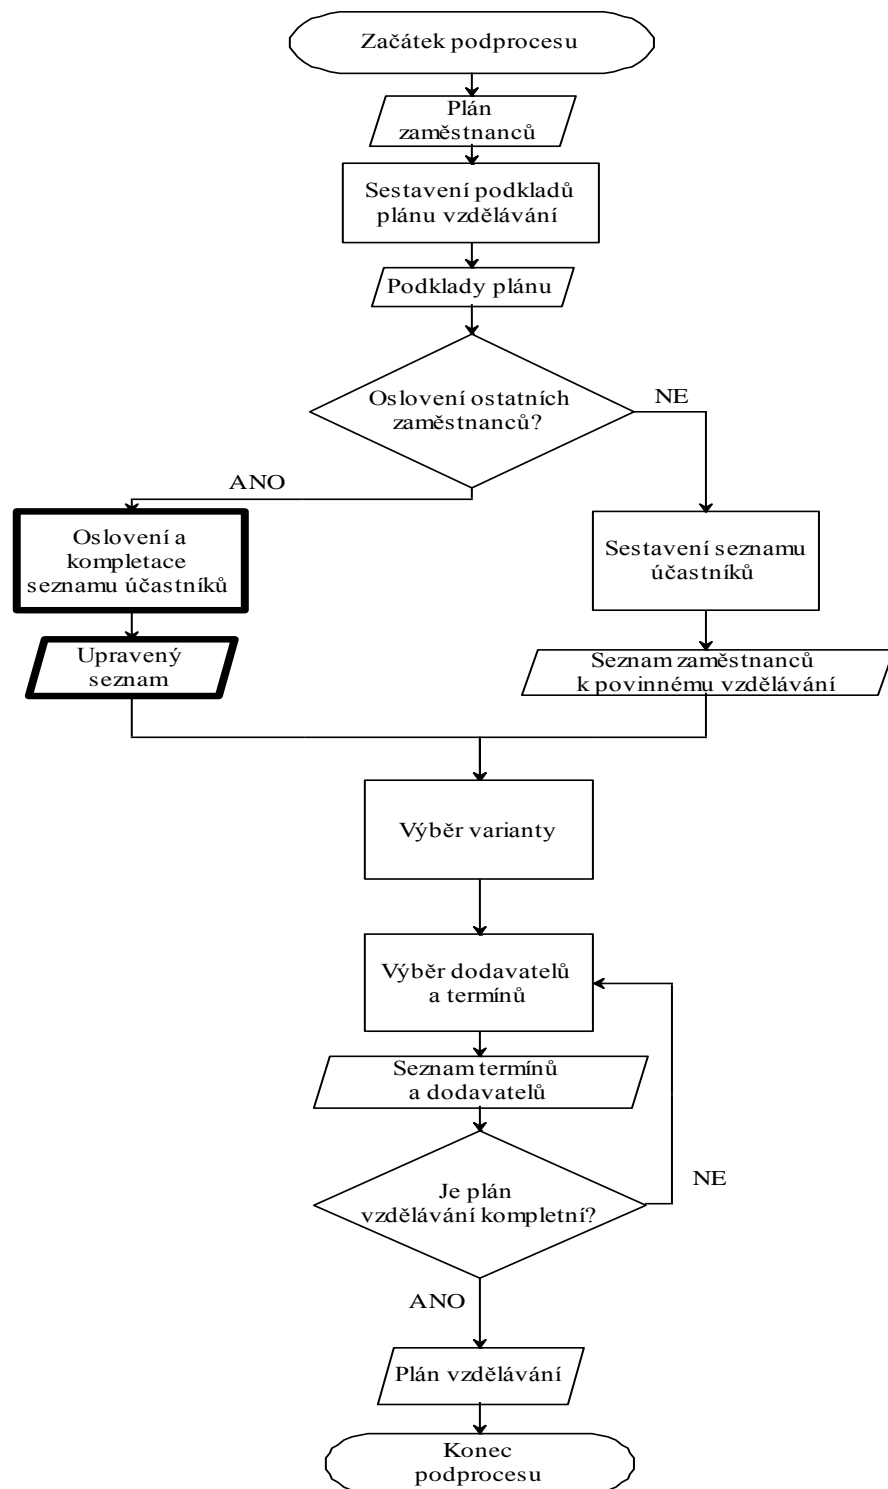 Začátek podprocesu
Plán
zaměstnanců
Sestavení podkladů
plánu vzdělávání
Podklady plánu
Oslovení ostatních
zaměstnanců?
NE
ANO
Oslovení a
kompletace
seznamu účastníků
Sestavení seznamu
účastníků
Upravený
seznam
Seznam zaměstnanců
k povinnému vzdělávání
Výběr varianty
Výběr dodavatelů
a termínů
Seznam termínů
a dodavatelů
Je plán
vzdělávání kompletní?
NE
ANO
Plán vzdělávání
Konec
podprocesu